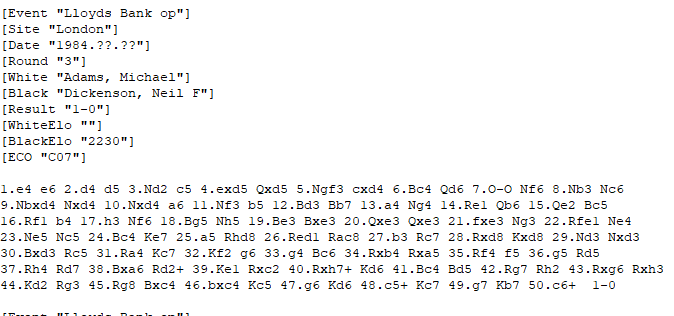 [Event "Lloyds Bank op"]
[Site "London"]
[Date "1984.??.??"]
[Round "3"]
[White "Adams, Michael"]
[Black "Dickenson, Neil F"]
[Result "1-0"]
[WhiteElo ""]
[BlackElo "2230"]
[ECO "C07"]
1.e4 e6 2.d4 d5 3.Nd2 c5 4.exd5 Qxd5 5.Ngf3 cxd4 6.Bc4 Qd6 7.O-O Nf6 8.Nb3 Nc6
9.Nbxd4 Nxd4 10.Nxd4 a6 11.Nf3 b5 12.Bd3 Bb7 13.a4 Ng4 14.Re1 Qb6 15.Qe2 Bc5
16.Rf1 b4 17.h3 Nf6 18.Bg5 Nh5 19.Be3 Bxe3 20.Qxe3 Qxe3 21.fxe3 Ng3 22.Rfe1 Ne4
23.Ne5 Nc5 24.Bc4 Ke7 25.a5 Rhd8 26.Red1 Rac8 27.b3 Rc7 28.Rxd8 Kxd8 29.Nd3 Nxd3
30.Bxd3 Rc5 31.Ra4 Kc7 32.Kf2 g6 33.g4 Bc6 34.Rxb4 Rxa5 35.Rf4 f5 36.g5 Rd5
37.Rh4 Rd7 38.Bxa6 Rd2+ 39.Ke1 Rxc2 40.Rxh7+ Kd6 41.Bc4 Bd5 42.Rg7 Rh2 43.Rxg6 Rxh3
44.Kd2 Rg3 45.Rg8 Bxc4 46.bxc4 Kc5 47.g6 Kd6 48.c5+ Kc7 49.g7 Kb7 50.c6+  1-0
[Event "Lloyds Bank op"]